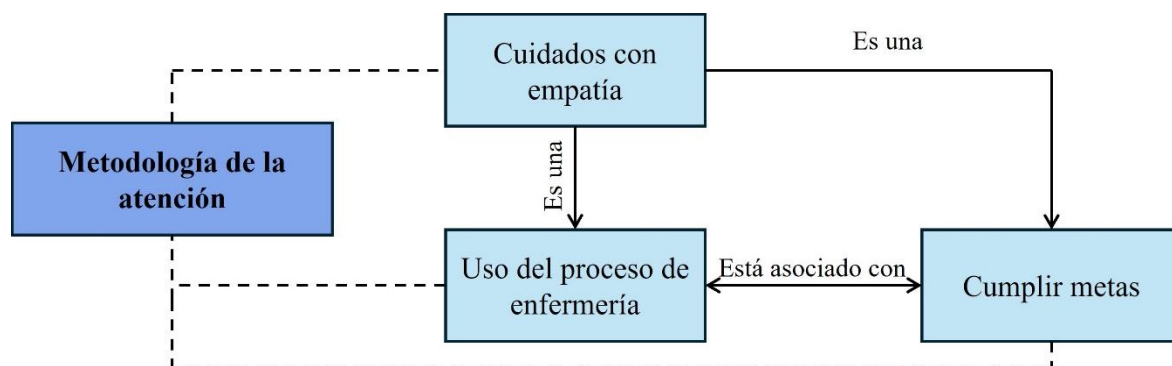 Cuidados con
empatía
Es una
Metodología de la
atención
Es una
Uso del proceso de
enfermería
Está asociado con
Cumplir metas